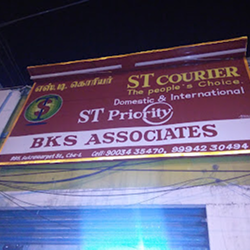 எஸ்.டி. கொரியர்
ST COURIER
The people's Choice.
Domestic & International
ST Priority
BKS ASSOCIATES
Cell: 90034 35470, 99942 30494